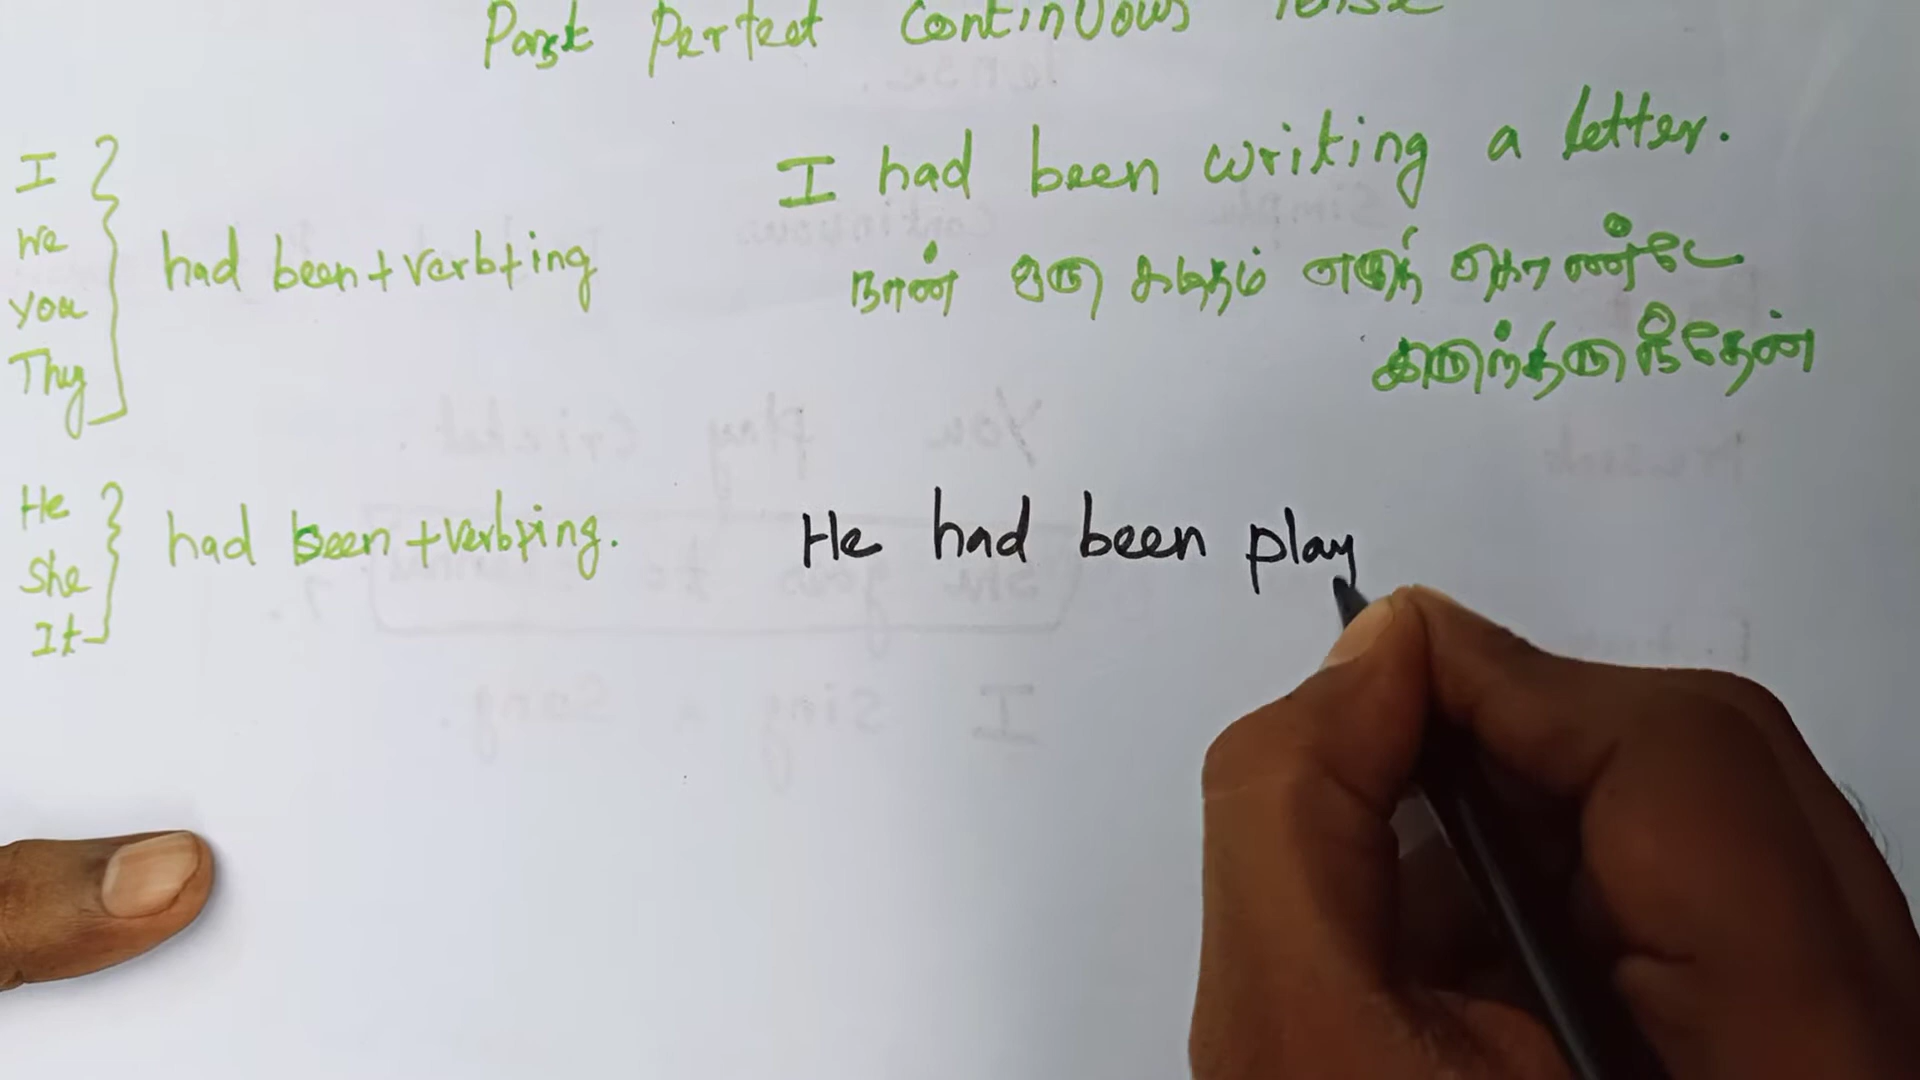 Past Perfect Continuous Tense
I
we
you
They
had been+verb+ing
I had been writing a letter.
நான் ஒரு கடிதம் எழுதி கொண்டே
இருந்திருந்தேன்
He
She
It
had been+verb+ing.
He had been play